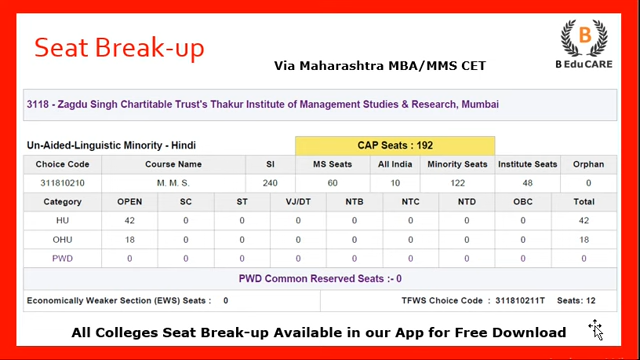 Seat Break-up
B
B EduCARE
Via Maharashtra MBA/MMS CET
3118 - Zagdu Singh Chartitable Trust's Thakur Institute of Management Studies & Research, Mumbai
Un-Aided-Linguistic Minority - Hindi CAP Seats : 192
Choice Code Course Name SI MS Seats All India Minority Seats Institute Seats Orphan
311810210 M. M. S. 240 60 10 122 48 0
Category OPEN SC ST VJ/DT NTB NTC NTD OBC Total
HU 42 0 0 0 0 0 0 0 42
OHU 18 0 0 0 0 0 0 0 18
PWD 0 0 0 0 0 0 0 0 0
PWD Common Reserved Seats :- 0
Economically Weaker Section (EWS) Seats : 0 TFWS Choice Code : 311810211T Seats: 12
All Colleges Seat Break-up Available in our App for Free Download